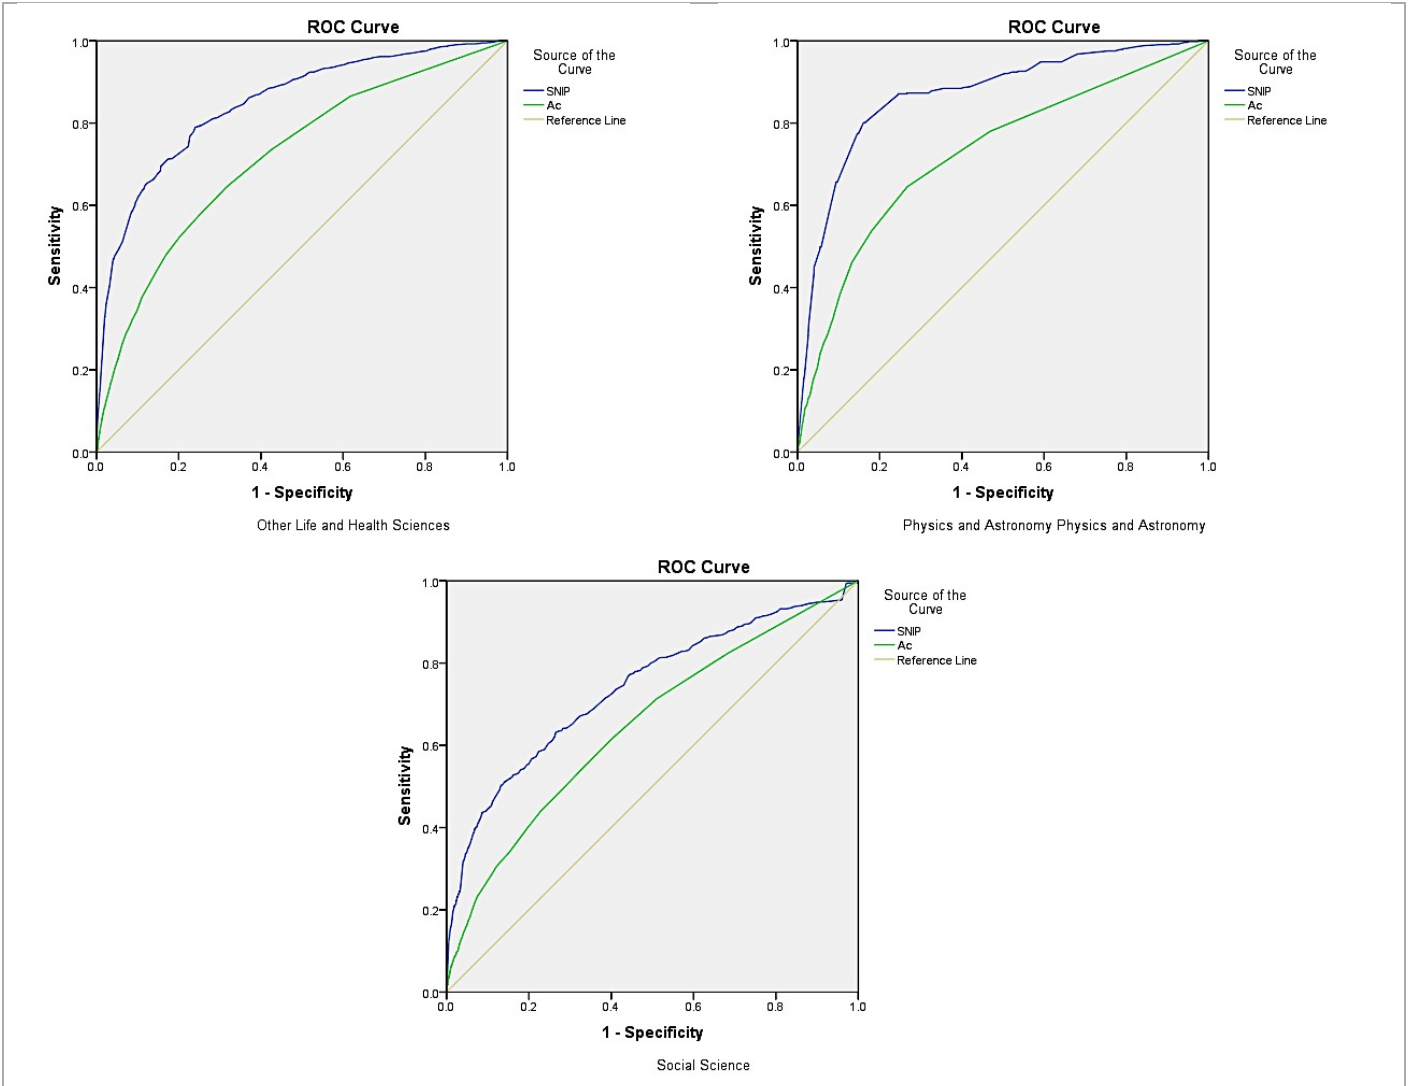 ROC Curve
Source of the
Curve
SNIP
Ac
Reference Line
1.0
0.8
0.6
0.4
0.2
0.0
Sensitivity
0.0 0.2 0.4 0.6 0.8 1.0
1 - Specificity
Other Life and Health Sciences
ROC Curve
Source of the
Curve
SNIP
Ac
Reference Line
1.0
0.8
0.6
0.4
0.2
0.0
Sensitivity
0.0 0.2 0.4 0.6 0.8 1.0
1 - Specificity
Physics and Astronomy Physics and Astronomy
ROC Curve
Source of the
Curve
SNIP
Ac
Reference Line
1.0
0.8
0.6
0.4
0.2
0.0
Sensitivity
0.0 0.2 0.4 0.6 0.8 1.0
1 - Specificity
Social Science